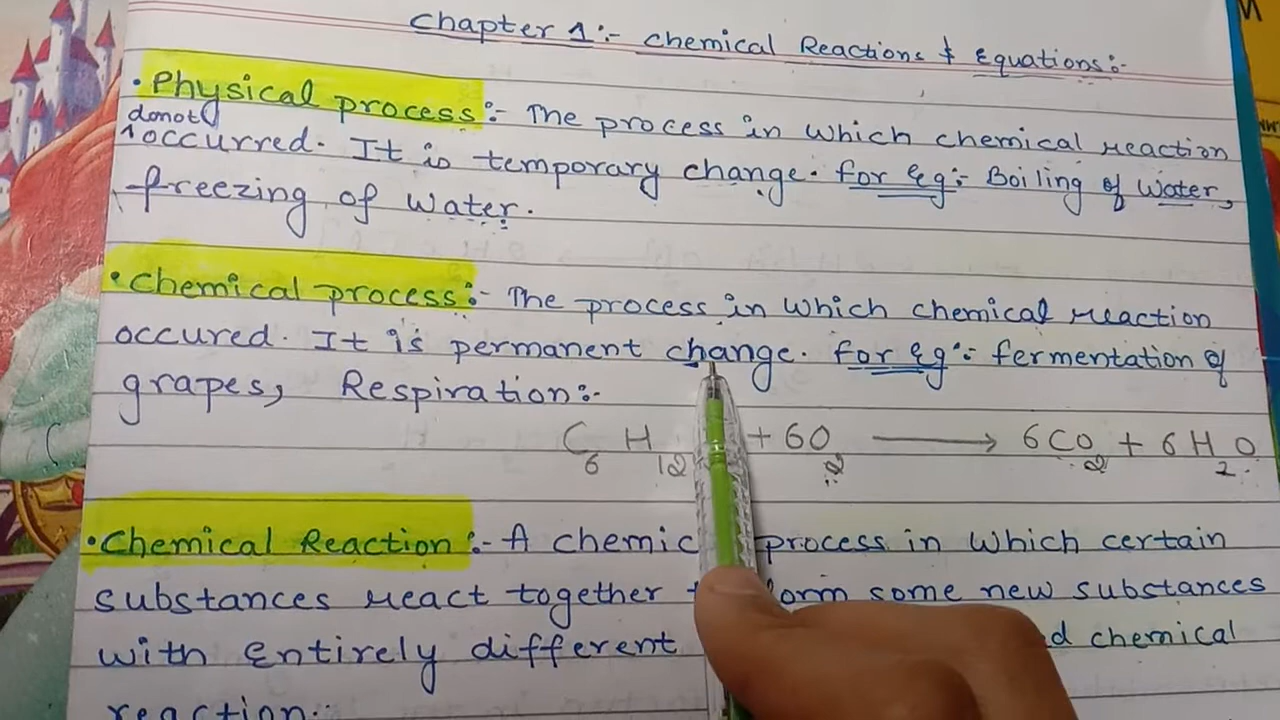 Chapter 1:- Chemical Reactions & Equations:-
• Physical process:- The process in which chemical reaction
donot
occurred. It is temporary change. for eg:- Boiling of water,
freezing of water.
• Chemical process:- The process in which chemical reaction
occured. It is permanent change. for eg:- fermentation of
grapes, Respiration:-
C6 H12 + 6O2 ⟶ 6CO2 + 6H2O
• Chemical Reaction:- A chemic process in which certain
substances react together orm some new substances
with entirely different d chemical
reaction.